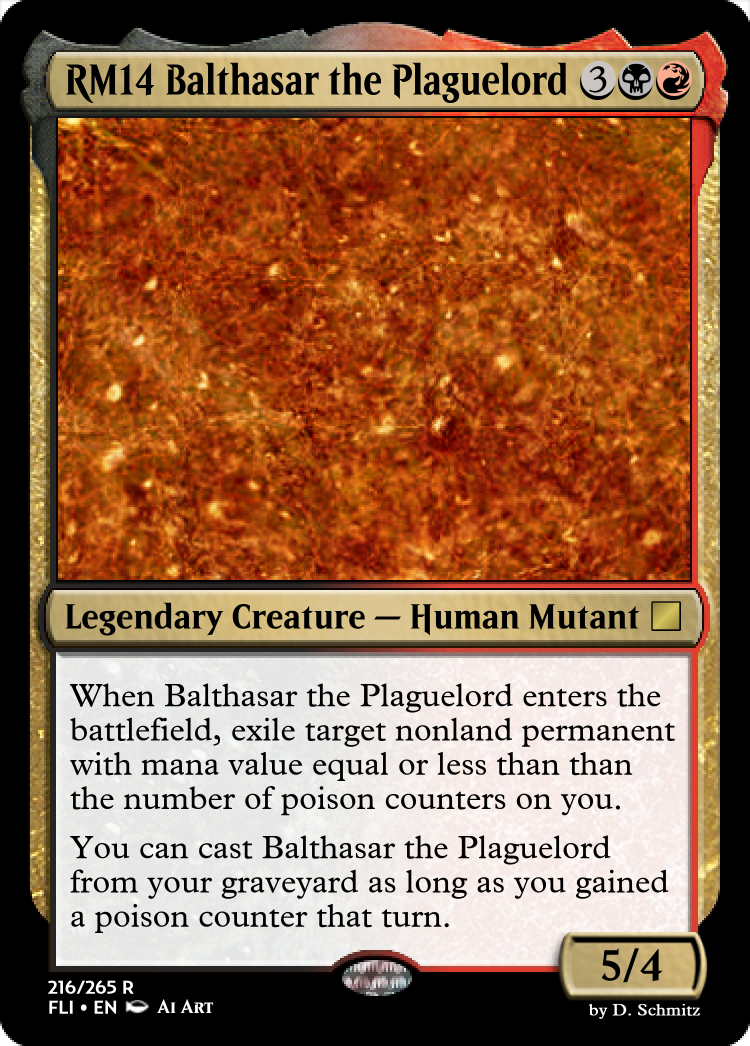 RM14 Balthasar the Plaguelord 3
Legendary Creature — Human Mutant
When Balthasar the Plaguelord enters the
battlefield, exile target nonland permanent
with mana value equal or less than than
the number of poison counters on you.
You can cast Balthasar the Plaguelord
from your graveyard as long as you gained
a poison counter that turn.
5/4
216/265 R
FLI • EN AI ART
by D. Schmitz